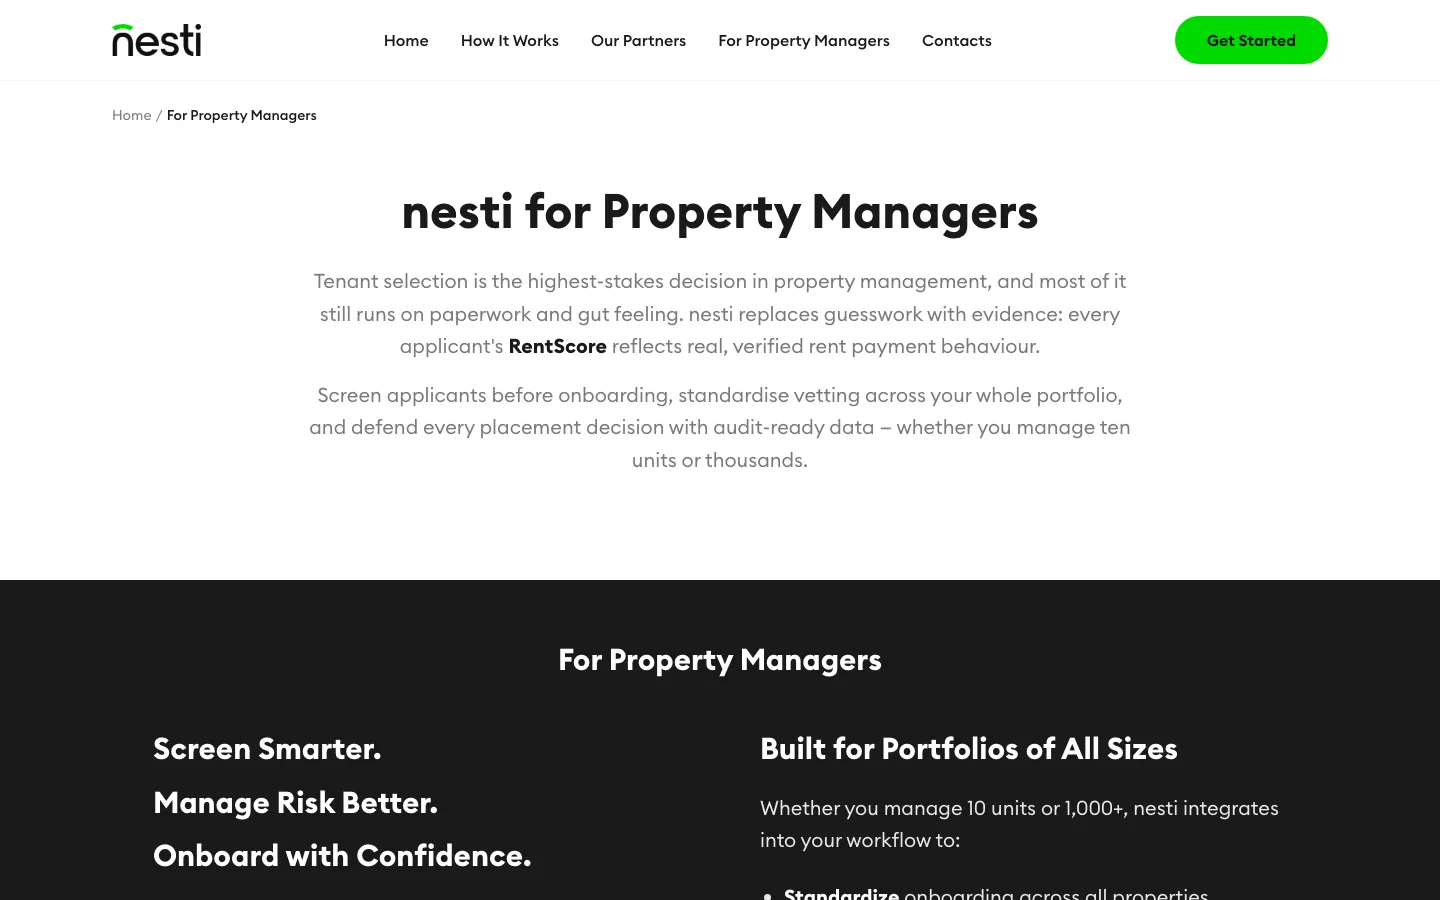 nesti
Home
How It Works
Our Partners
For Property Managers
Contacts
Get Started
Home / For Property Managers
nesti for Property Managers
Tenant selection is the highest-stakes decision in property management, and most of it
still runs on paperwork and gut feeling. nesti replaces guesswork with evidence: every
applicant's RentScore reflects real, verified rent payment behaviour.
Screen applicants before onboarding, standardise vetting across your whole portfolio,
and defend every placement decision with audit-ready data – whether you manage ten
units or thousands.
For Property Managers
Screen Smarter.
Manage Risk Better.
Onboard with Confidence.
Built for Portfolios of All Sizes
Whether you manage 10 units or 1,000+, nesti integrates
into your workflow to:
• Standardize onboarding across all properties